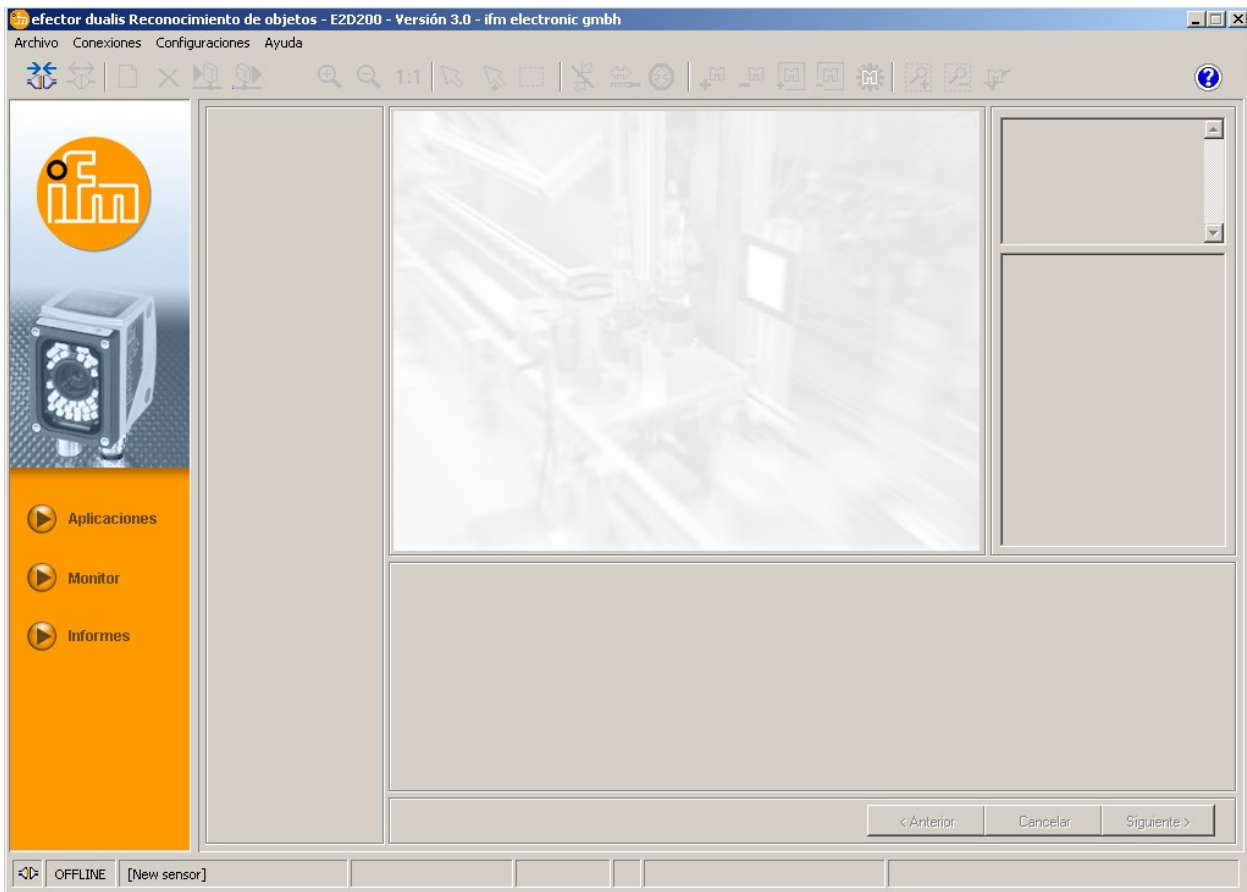 efector dualis Reconocimiento de objetos - E2D200 - Versión 3.0 - ifm electronic gmbh
Archivo Conexiones Configuraciones Ayuda
1:1
ifm
Aplicaciones
Monitor
Informes
< Anterior Cancelar Siguiente >
OFFLINE [New sensor]